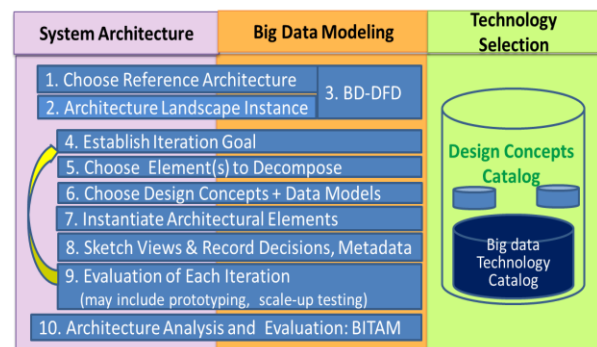 System Architecture
Big Data Modeling
Technology
Selection
1. Choose Reference Architecture
2. Architecture Landscape Instance
3. BD-DFD
4. Establish Iteration Goal
5. Choose Element(s) to Decompose
6. Choose Design Concepts + Data Models
7. Instantiate Architectural Elements
8. Sketch Views & Record Decisions, Metadata
9. Evaluation of Each Iteration
(may include prototyping, scale-up testing)
10. Architecture Analysis and Evaluation: BITAM
Design Concepts
Catalog
Big data
Technology
Catalog